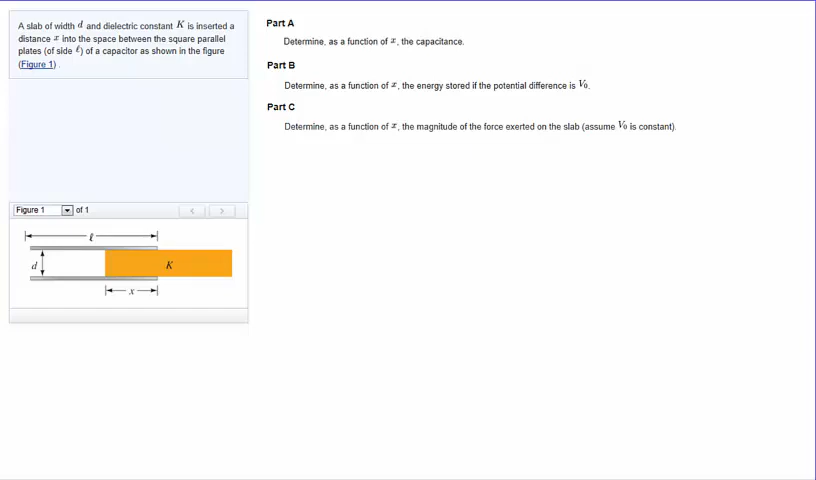 A slab of width d and dielectric constant K is inserted a
distance x into the space between the square parallel
plates (of side ℓ) of a capacitor as shown in the figure
(Figure 1) .
Part A
Determine, as a function of x, the capacitance.
Part B
Determine, as a function of x, the energy stored if the potential difference is V₀.
Part C
Determine, as a function of x, the magnitude of the force exerted on the slab (assume V₀ is constant).
Figure 1 of 1
ℓ
d
K
x